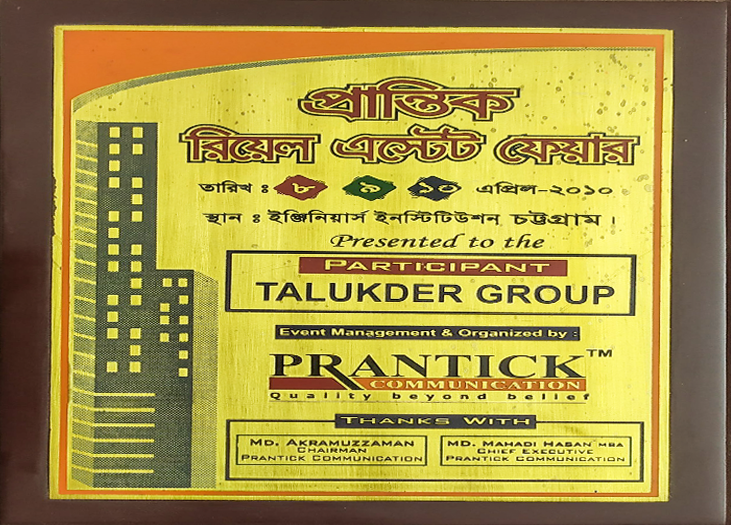 প্রান্তিক
রিয়েল এস্টেট ফেয়ার
তারিখ : ৮ ৯ ১০ এপ্রিল-২০১০
স্থান : ইঞ্জিনিয়ার্স ইনস্টিটিউশন চট্টগ্রাম।
Presented to the
PARTICIPANT
TALUKDER GROUP
Event Management & Organized by :
PRANTICK™
COMMUNICATION
Quality beyond belief
THANKS WITH
MD. AKRAMUZZAMAN
CHAIRMAN
PRANTICK COMMUNICATION
MD. MAHADI HASAN MBA
CHIEF EXECUTIVE
PRANTICK COMMUNICATION